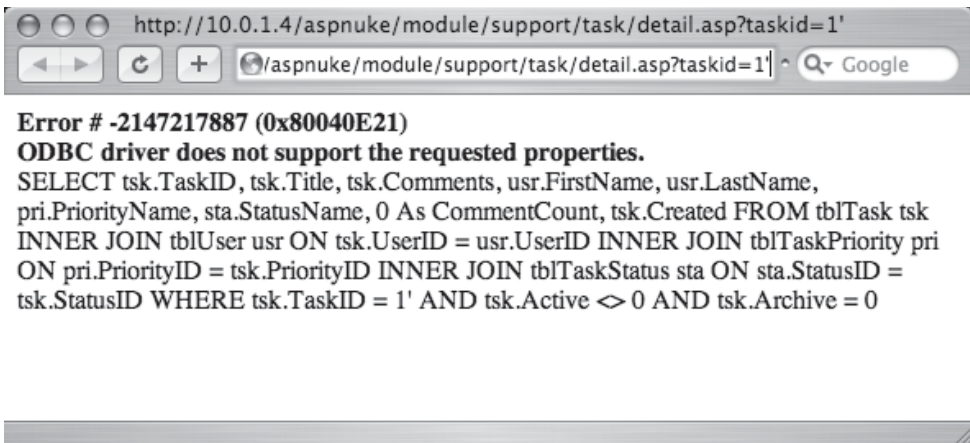 http://10.0.1.4/aspnuke/module/support/task/detail.asp?taskid=1'
/aspnuke/module/support/task/detail.asp?taskid=1' Google
Error # -2147217887 (0x80040E21)
ODBC driver does not support the requested properties.
SELECT tsk.TaskID, tsk.Title, tsk.Comments, usr.FirstName, usr.LastName,
pri.PriorityName, sta.StatusName, 0 As CommentCount, tsk.Created FROM tblTask tsk
INNER JOIN tblUser usr ON tsk.UserID = usr.UserID INNER JOIN tblTaskPriority pri
ON pri.PriorityID = tsk.PriorityID INNER JOIN tblTaskStatus sta ON sta.StatusID =
tsk.StatusID WHERE tsk.TaskID = 1' AND tsk.Active <> 0 AND tsk.Archive = 0